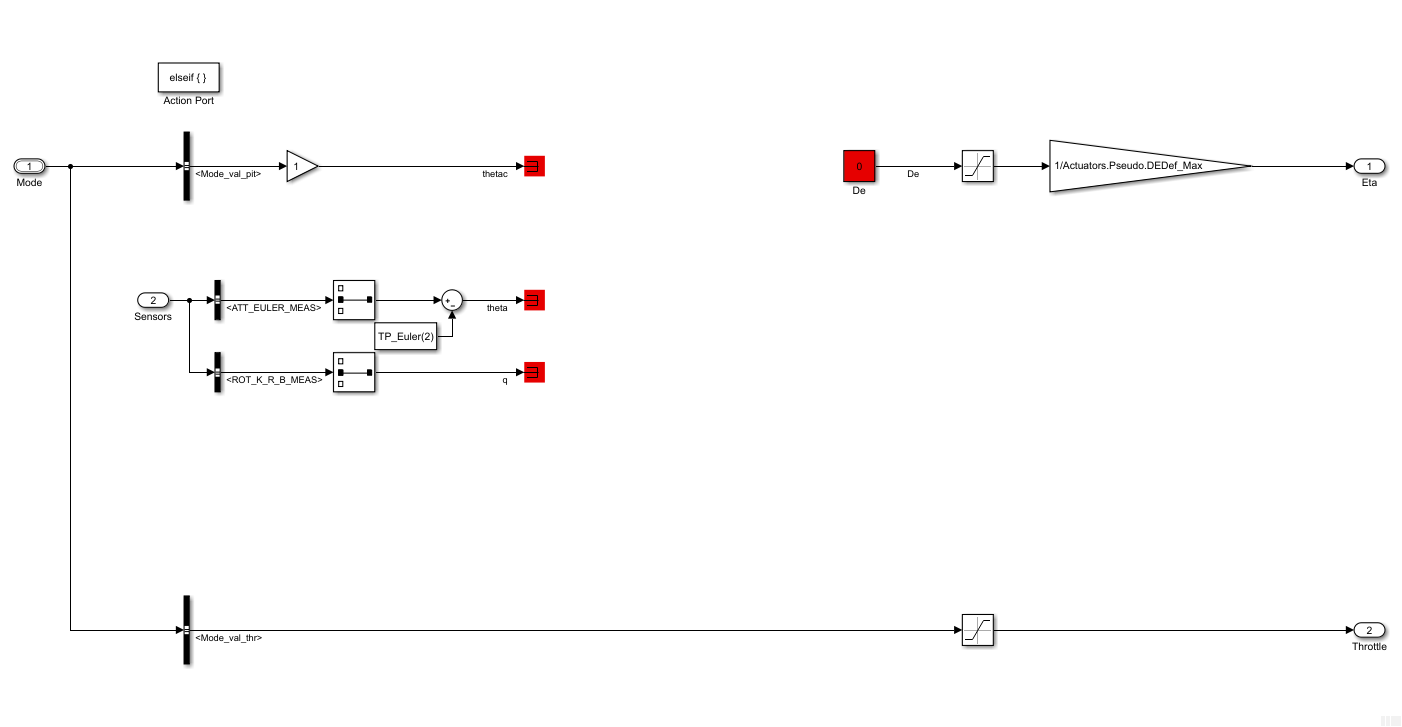 elseif { }
Action Port
1
Mode
<Mode_val_pit>
1
thetac
0
De
De
1/Actuators.Pseudo.DEDef_Max
1
Eta
2
Sensors
<ATT_EULER_MEAS>
+
-
theta
TP_Euler(2)
<ROT_K_R_B_MEAS>
q
<Mode_val_thr>
2
Throttle